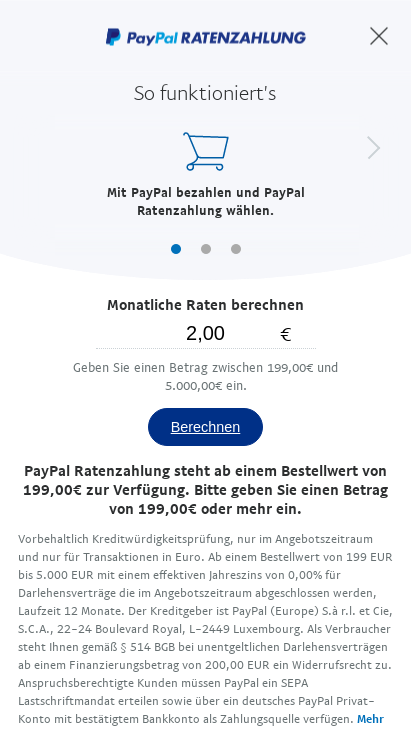 PayPal RATENZAHLUNG
So funktioniert's
Mit PayPal bezahlen und PayPal
Ratenzahlung wählen.
Monatliche Raten berechnen
2,00 €
Geben Sie einen Betrag zwischen 199,00€ und
5.000,00€ ein.
Berechnen
PayPal Ratenzahlung steht ab einem Bestellwert von
199,00€ zur Verfügung. Bitte geben Sie einen Betrag
von 199,00€ oder mehr ein.
Vorbehaltlich Kreditwürdigkeitsprüfung, nur im Angebotszeitraum
und nur für Transaktionen in Euro. Ab einem Bestellwert von 199 EUR
bis 5.000 EUR mit einem effektiven Jahreszins von 0,00% für
Darlehensverträge die im Angebotszeitraum abgeschlossen werden,
Laufzeit 12 Monate. Der Kreditgeber ist PayPal (Europe) S.à r.l. et Cie,
S.C.A., 22-24 Boulevard Royal, L-2449 Luxembourg. Als Verbraucher
steht Ihnen gemäß § 514 BGB bei unentgeltlichen Darlehensverträgen
ab einem Finanzierungsbetrag von 200,00 EUR ein Widerrufsrecht zu.
Anspruchsberechtigte Kunden müssen PayPal ein SEPA
Lastschriftmandat erteilen sowie über ein deutsches PayPal Privat-
Konto mit bestätigtem Bankkonto als Zahlungsquelle verfügen. Mehr